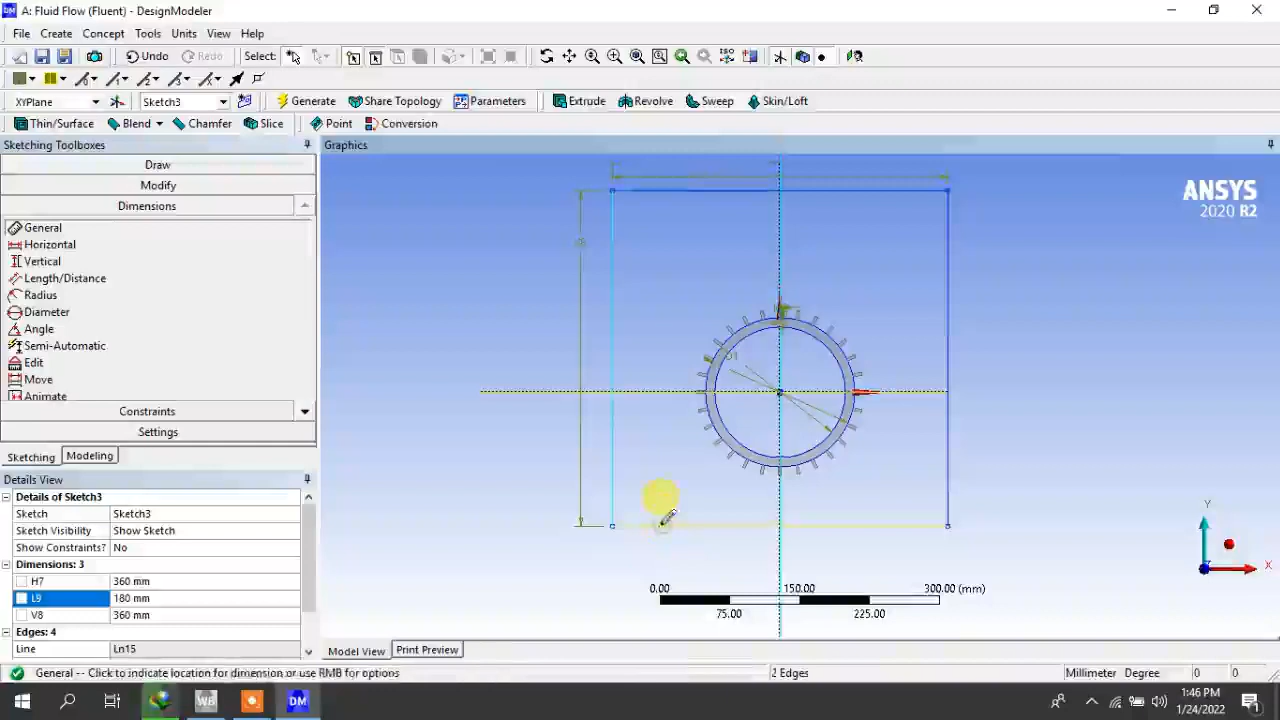 A: Fluid Flow (Fluent) - DesignModeler
File Create Concept Tools Units View Help
Undo Redo Select:
XYPlane Sketch3 Generate Share Topology Parameters Extrude Revolve Sweep Skin/Loft
Thin/Surface Blend Chamfer Slice Point Conversion
Sketching Toolboxes
Graphics
Draw
Modify
Dimensions
General
Horizontal
Vertical
Length/Distance
Radius
Diameter
Angle
Semi-Automatic
Edit
Move
Animate
Constraints
Settings
Sketching Modeling
Details View
Details of Sketch3
Sketch Sketch3
Sketch Visibility Show Sketch
Show Constraints? No
Dimensions: 3
H7 360 mm
L9 180 mm
V8 360 mm
Edges: 4
Line Ln15
ANSYS
2020 R2
Y
X
0.00 150.00 300.00 (mm)
75.00 225.00
Model View Print Preview
General -- Click to indicate location for dimension or use RMB for options 2 Edges Millimeter Degree 0 0
WB DM
1:46 PM
1/24/2022